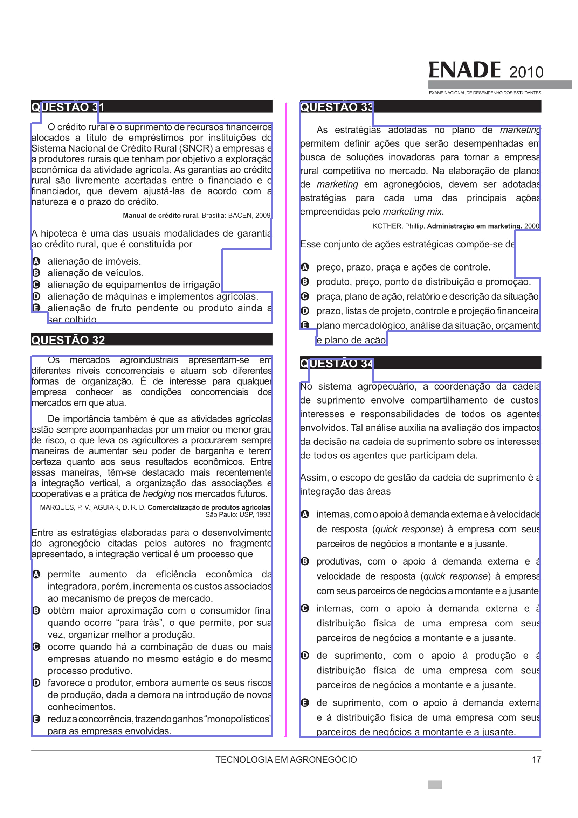 ENADE 2010
EXAME NACIONAL DE DESEMPENHO DOS ESTUDANTES
QUESTÃO 31
O crédito rural é o suprimento de recursos financeiros
alocados a título de empréstimos por instituições do
Sistema Nacional de Crédito Rural (SNCR) a empresas e
a produtores rurais que tenham por objetivo a exploração
econômica da atividade agrícola. As garantias ao crédito
rural são livremente acertadas entre o financiado e o
financiador, que devem ajustá-las de acordo com a
natureza e o prazo do crédito.
Manual de crédito rural. Brasília: BACEN, 2009.
A hipoteca é uma das usuais modalidades de garantia
ao crédito rural, que é constituída por
A alienação de imóveis.
B alienação de veículos.
C alienação de equipamentos de irrigação.
D alienação de máquinas e implementos agrícolas.
E alienação de fruto pendente ou produto ainda a
ser colhido.
QUESTÃO 32
Os mercados agroindustriais apresentam-se em
diferentes níveis concorrenciais e atuam sob diferentes
formas de organização. É de interesse para qualquer
empresa conhecer as condições concorrenciais dos
mercados em que atua.
De importância também é que as atividades agrícolas
estão sempre acompanhadas por um maior ou menor grau
de risco, o que leva os agricultores a procurarem sempre
maneiras de aumentar seu poder de barganha e terem
certeza quanto aos seus resultados econômicos. Entre
essas maneiras, têm-se destacado mais recentemente
a integração vertical, a organização das associações e
cooperativas e a prática de hedging nos mercados futuros.
MARQUES, P. V. AGUIAR, D. R. D. Comercialização de produtos agrícolas.
São Paulo: USP, 1993.
Entre as estratégias elaboradas para o desenvolvimento
do agronegócio citadas pelos autores no fragmento
apresentado, a integração vertical é um processo que
A permite aumento da eficiência econômica da
integradora, porém, incrementa os custos associados
ao mecanismo de preços de mercado.
B obtém maior aproximação com o consumidor final
quando ocorre “para trás”, o que permite, por sua
vez, organizar melhor a produção.
C ocorre quando há a combinação de duas ou mais
empresas atuando no mesmo estágio e do mesmo
processo produtivo.
D favorece o produtor, embora aumente os seus riscos
de produção, dada a demora na introdução de novos
conhecimentos.
E reduz a concorrência, trazendo ganhos “monopolísticos”
para as empresas envolvidas.
QUESTÃO 33
As estratégias adotadas no plano de marketing
permitem definir ações que serão desempenhadas em
busca de soluções inovadoras para tornar a empresa
rural competitiva no mercado. Na elaboração de planos
de marketing em agronegócios, devem ser adotadas
estratégias para cada uma das principais ações
empreendidas pelo marketing mix.
KOTHER, Phillip. Administração em marketing. 2000.
Esse conjunto de ações estratégicas compõe-se de
A preço, prazo, praça e ações de controle.
B produto, preço, ponto de distribuição e promoção.
C praça, plano de ação, relatório e descrição da situação.
D prazo, listas de projeto, controle e projeção financeira.
E plano mercadológico, análise da situação, orçamento
e plano de ação.
QUESTÃO 34
No sistema agropecuário, a coordenação da cadeia
de suprimento envolve compartilhamento de custos,
interesses e responsabilidades de todos os agentes
envolvidos. Tal análise auxilia na avaliação dos impactos
da decisão na cadeia de suprimento sobre os interesses
de todos os agentes que participam dela.
Assim, o escopo de gestão da cadeia de suprimento é a
integração das áreas
A internas, com o apoio à demanda externa e à velocidade
de resposta (quick response) à empresa com seus
parceiros de negócios a montante e a jusante.
B produtivas, com o apoio à demanda externa e à
velocidade de resposta (quick response) à empresa
com seus parceiros de negócios a montante e a jusante.
C internas, com o apoio à demanda externa e à
distribuição física de uma empresa com seus
parceiros de negócios a montante e a jusante.
D de suprimento, com o apoio à produção e à
distribuição física de uma empresa com seus
parceiros de negócios a montante e a jusante.
E de suprimento, com o apoio à demanda externa
e à distribuição física de uma empresa com seus
parceiros de negócios a montante e a jusante.
TECNOLOGIA EM AGRONEGÓCIO
17